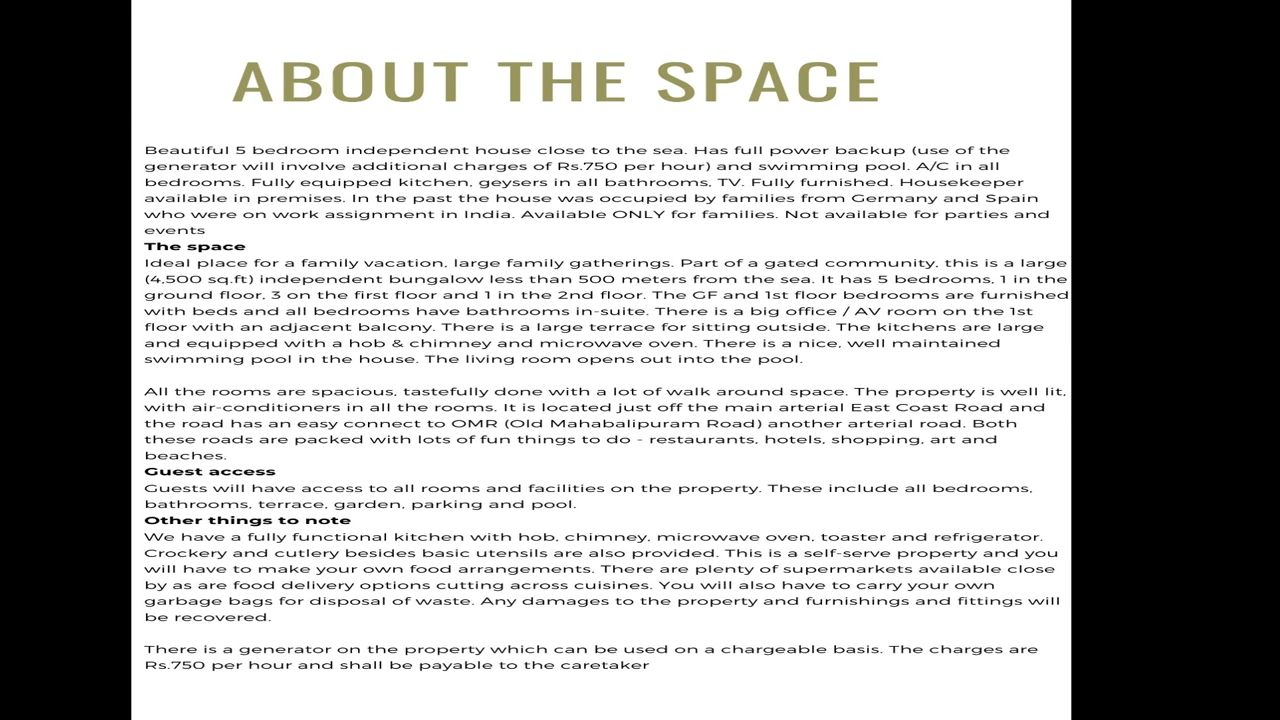 ABOUT THE SPACE
Beautiful 5 bedroom independent house close to the sea. Has full power backup (use of the
generator will involve additional charges of Rs.750 per hour) and swimming pool. A/C in all
bedrooms. Fully equipped kitchen, geysers in all bathrooms, TV. Fully furnished. Housekeeper
available in premises. In the past the house was occupied by families from Germany and Spain
who were on work assignment in India. Available ONLY for families. Not available for parties and
events
The space
Ideal place for a family vacation, large family gatherings. Part of a gated community, this is a large
(4,500 sq.ft) independent bungalow less than 500 meters from the sea. It has 5 bedrooms, 1 in the
ground floor, 3 on the first floor and 1 in the 2nd floor. The GF and 1st floor bedrooms are furnished
with beds and all bedrooms have bathrooms in-suite. There is a big office / AV room on the 1st
floor with an adjacent balcony. There is a large terrace for sitting outside. The kitchens are large
and equipped with a hob & chimney and microwave oven. There is a nice, well maintained
swimming pool in the house. The living room opens out into the pool.
All the rooms are spacious, tastefully done with a lot of walk around space. The property is well lit,
with air-conditioners in all the rooms. It is located just off the main arterial East Coast Road and
the road has an easy connect to OMR (Old Mahabalipuram Road) another arterial road. Both
these roads are packed with lots of fun things to do - restaurants, hotels, shopping, art and
beaches.
Guest access
Guests will have access to all rooms and facilities on the property. These include all bedrooms,
bathrooms, terrace, garden, parking and pool.
Other things to note
We have a fully functional kitchen with hob, chimney, microwave oven, toaster and refrigerator.
Crockery and cutlery besides basic utensils are also provided. This is a self-serve property and you
will have to make your own food arrangements. There are plenty of supermarkets available close
by as are food delivery options cutting across cuisines. You will also have to carry your own
garbage bags for disposal of waste. Any damages to the property and furnishings and fittings will
be recovered.
There is a generator on the property which can be used on a chargeable basis. The charges are
Rs.750 per hour and shall be payable to the caretaker